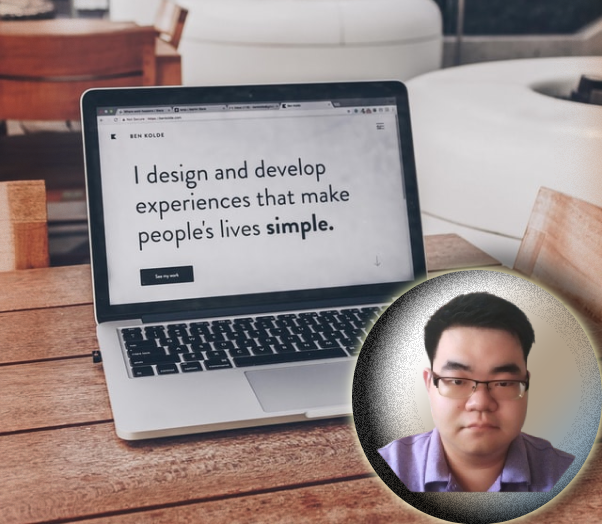 BEN KOLDE
I design and develop
experiences that make
people's lives simple.
See my work